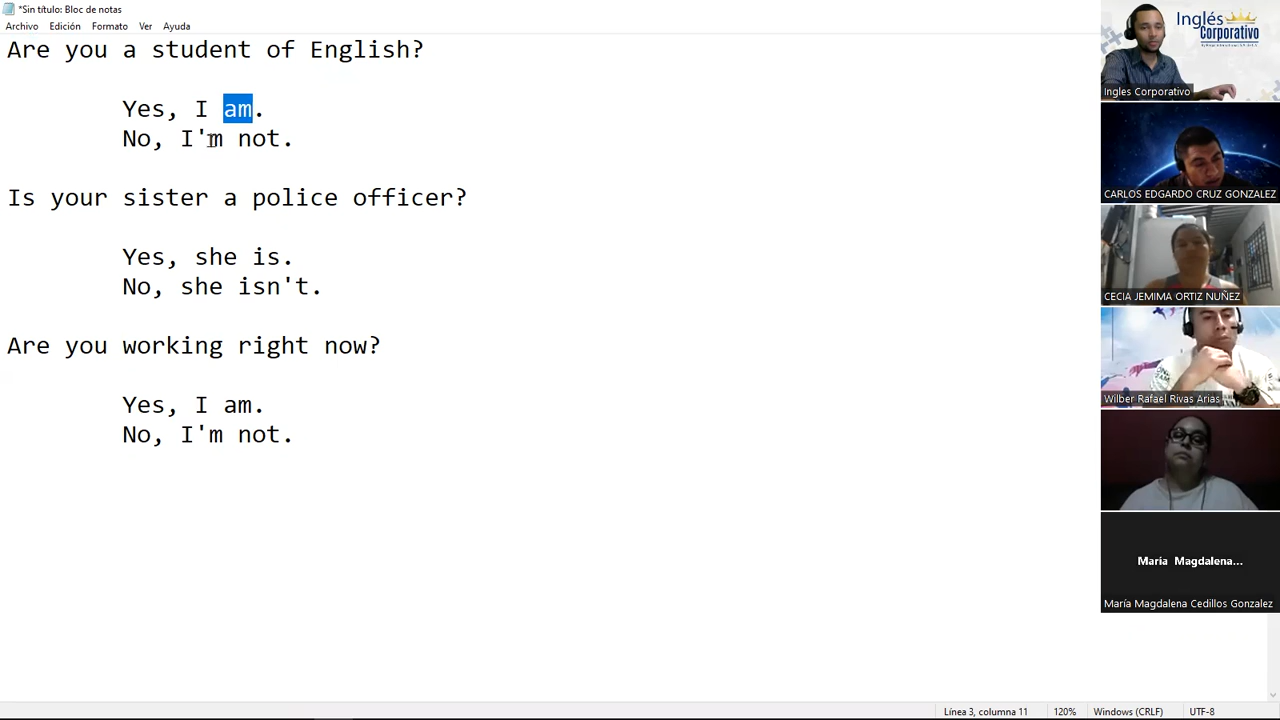 *Sin título: Bloc de notas
Archivo Edición Formato Ver Ayuda
Are you a student of English?
Yes, I am.
No, I'm not.
Is your sister a police officer?
Yes, she is.
No, she isn't.
Are you working right now?
Yes, I am.
No, I'm not.
Línea 3, columna 11 120% Windows (CRLF) UTF-8
Inglés
Corporativo
Ingles Corporativo
CARLOS EDGARDO CRUZ GONZALEZ
CECIA JEMIMA ORTIZ NUÑEZ
Wilber Rafael Rivas Arias
María Magdalena...
María Magdalena Cedillos Gonzalez